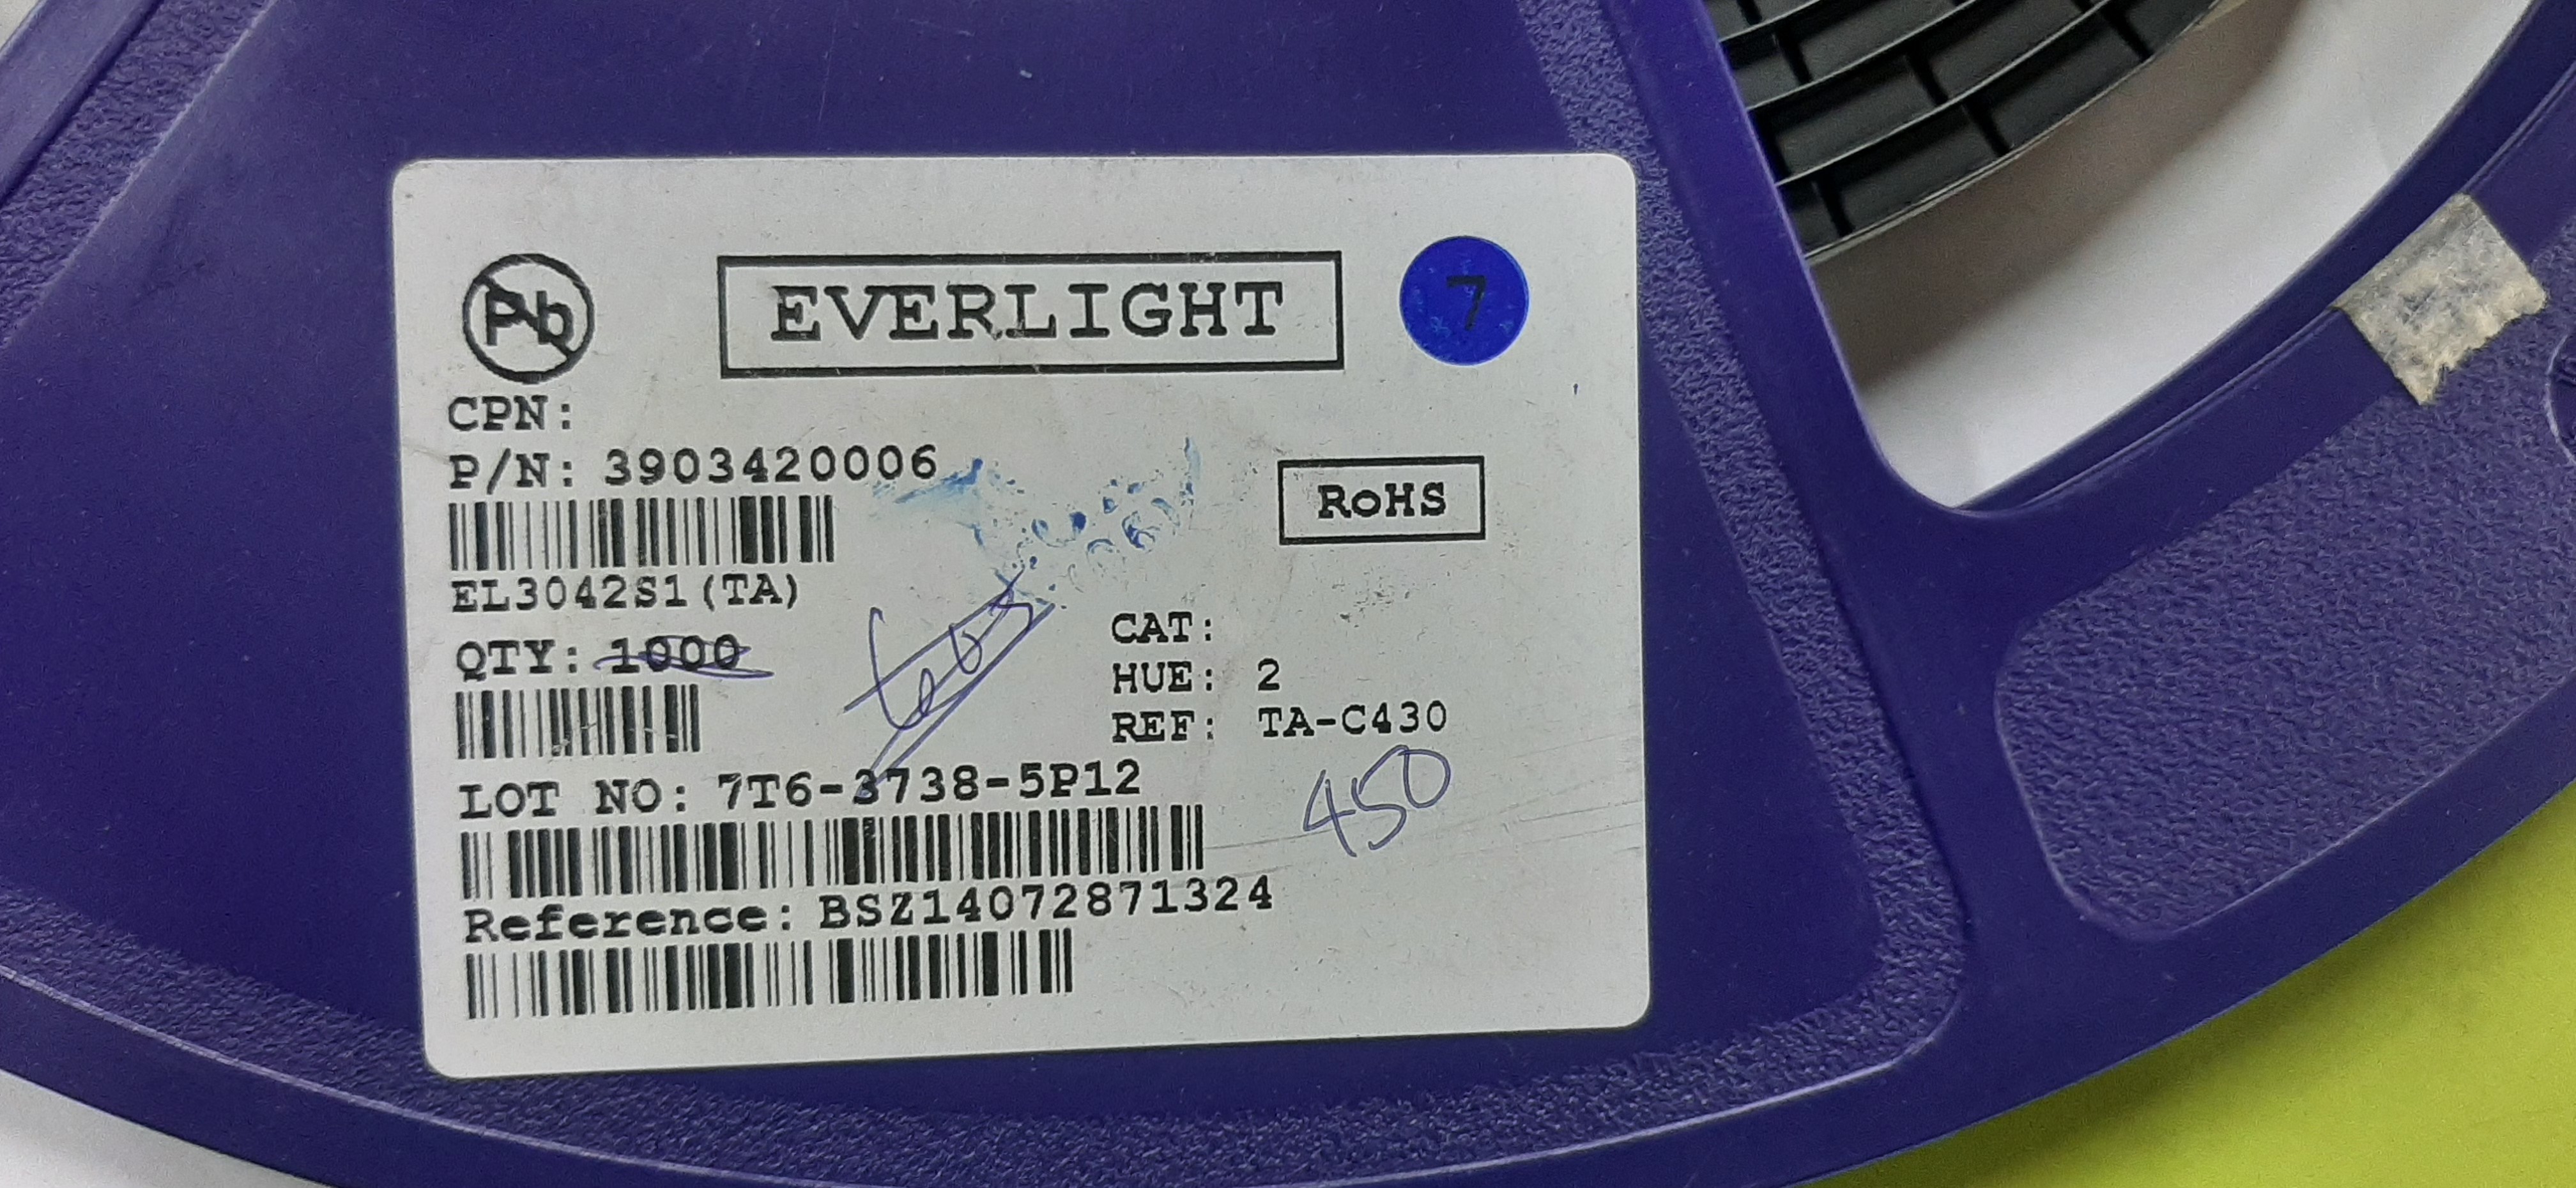 Pb
EVERLIGHT
7
CPN:
P/N: 3903420006
RoHS
EL3042S1(TA)
QTY: 1000
CAT:
HUE: 2
REF: TA-C430
450
LOT NO: 7T6-3738-5P12
Reference: BSZ14072871324